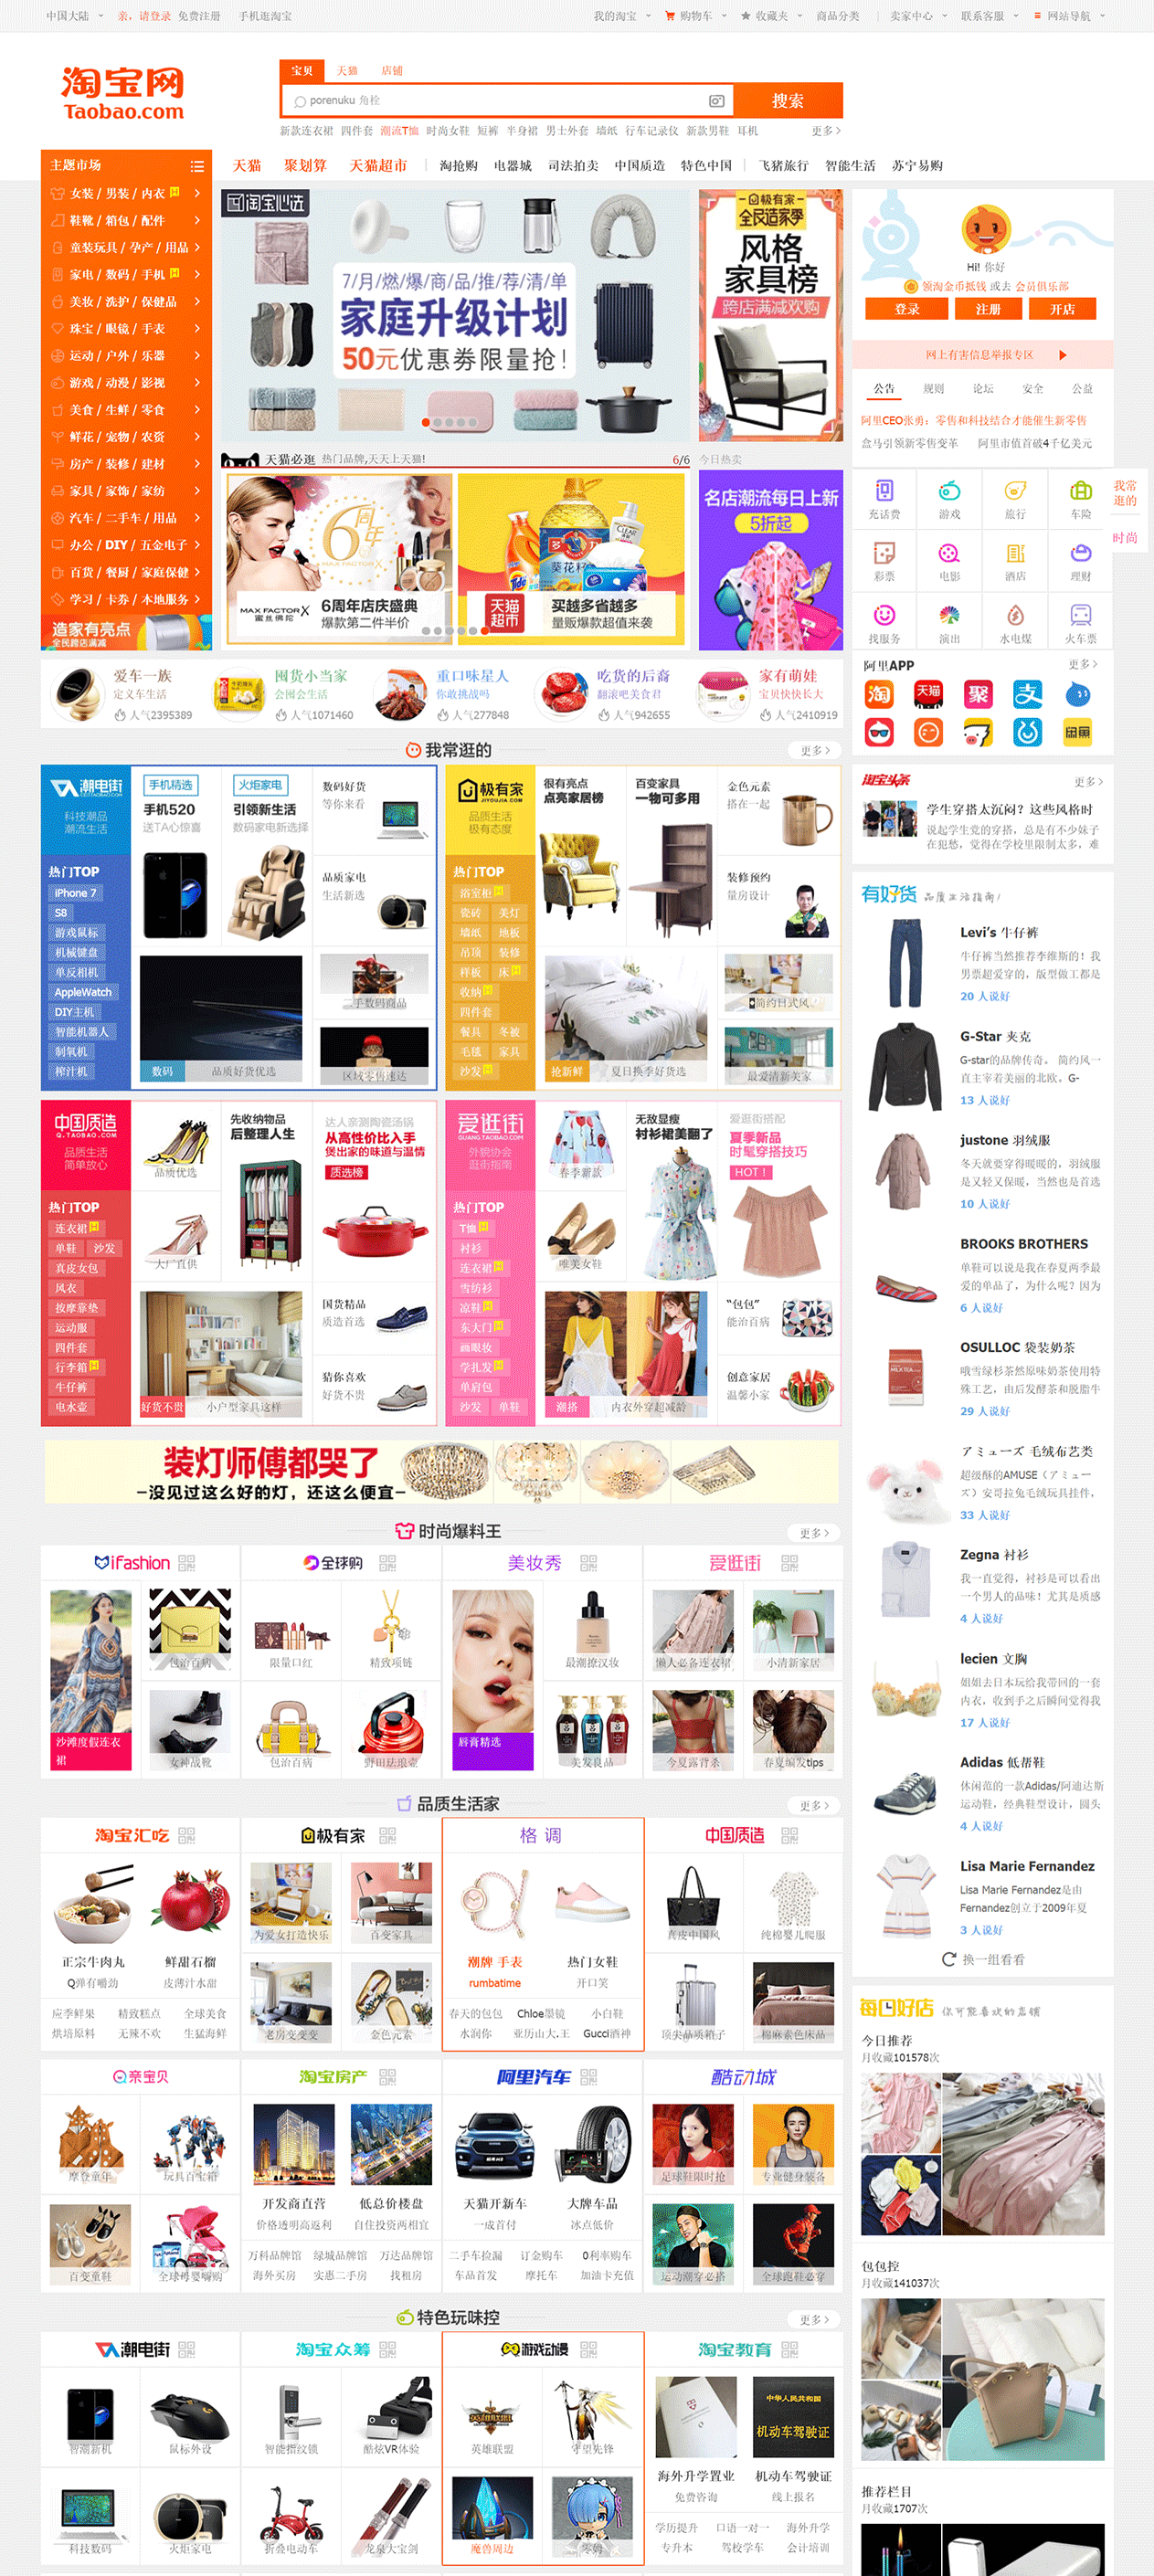 中国大陆 亲，请登录 免费注册 手机逛淘宝
我的淘宝 购物车 收藏夹 商品分类 卖家中心 联系客服 网站导航
淘宝网
Taobao.com
宝贝 天猫 店铺
porenuku 角栓 搜索
新款连衣裙 四件套 潮流T恤 时尚女鞋 短裤 半身裙 男士外套 墙纸 行车记录仪 新款男鞋 耳机 更多
主题市场
天猫 聚划算 天猫超市 淘抢购 电器城 司法拍卖 中国质造 特色中国 飞猪旅行 智能生活 苏宁易购
女装 / 男装 / 内衣
鞋靴 / 箱包 / 配件
童装玩具 / 孕产 / 用品
家电 / 数码 / 手机
美妆 / 洗护 / 保健品
珠宝 / 眼镜 / 手表
运动 / 户外 / 乐器
游戏 / 动漫 / 影视
美食 / 生鲜 / 零食
鲜花 / 宠物 / 农资
房产 / 装修 / 建材
家具 / 家饰 / 家纺
汽车 / 二手车 / 用品
办公 / DIY / 五金电子
百货 / 餐厨 / 家庭保健
学习 / 卡券 / 本地服务
造家有亮点
全民跨店满减
淘宝心选
7/月/燃/爆/商/品/推/荐/清/单
家庭升级计划
50元优惠券限量抢！
极有家
全民造家季
风格
家具榜
跨店满减欢购
Hi! 你好
领淘金币抵钱 或去 会员俱乐部
登录 注册 开店
网上有害信息举报专区
公告 规则 论坛 安全 公益
阿里CEO张勇：零售和科技结合才能催生新零售
盒马引领新零售变革 阿里市值首破4千亿美元
天猫必逛 热门品牌,天天上天猫! 6/6
今日热卖
6周年
MAX FACTOR X
MAX FACTOR X
蜜丝佛陀
6周年店庆盛典
爆款第二件半价
多力
葵花籽
Tide
CLEAR
天猫
超市
买越多省越多
量贩爆款超值来袭
名店潮流每日上新
5折起
充话费 游戏 旅行 车险
彩票 电影 酒店 理财
找服务 演出 水电煤 火车票
我常
逛的
时尚
阿里APP 更多
淘 天猫 聚 支
闲鱼
爱车一族
定义车生活
人气2395389
囤货小当家
会囤会生活
人气1071460
重口味星人
你敢挑战吗
人气277848
吃货的后裔
翻滚吧美食君
人气942655
家有萌娃
宝贝快快长大
人气2410919
我常逛的 更多
潮电街
科技潮品
潮流生活
热门TOP
iPhone 7
S8
游戏鼠标
机械键盘
单反相机
AppleWatch
DIY主机
智能机器人
制氧机
榨汁机
手机精选
手机520
送TA心惊喜
火炬家电
引领新生活
数码家电新选择
数码好货
等你来看
品质家电
生活新选
二手数码商品
数码 品质好货优选
区域零售速达
极有家
JIYOUJIA.COM
品质生活
极有态度
热门TOP
浴室柜
瓷砖 美灯
墙纸 地板
吊顶 装修
样板 床
收纳
四件套
餐具 冬被
毛毯 家具
沙发
很有亮点
点亮家居榜
百变家具
一物可多用
金色元素
搭在一起
装修预约
量房设计
简约日式风
抢新鲜 夏日换季好货选
最爱清新美家
中国质造
Q.TAOBAO.COM
品质生活
简单放心
热门TOP
连衣裙
单鞋 沙发
真皮女包
风衣
按摩靠垫
运动服
四件套
行李箱
牛仔裤
电水壶
品质优选
大厂直供
先收纳物品
后整理人生
达人亲测陶瓷汤锅
从高性价比入手
煲出家的味道与温情
质选榜
好货不贵 小户型家具这样
国货精品
质造首选
猜你喜欢
好货不贵
爱逛街
GUANG.TAOBAO.COM
外貌协会
逛街指南
热门TOP
T恤
衬衫
连衣裙
雪纺衫
凉鞋
东大门
画眼妆
学扎发
单肩包
沙发 单鞋
春季新款
唯美女鞋
无敌显瘦
衬衫裙美翻了
爱逛街搭配
夏季新品
时髦穿搭技巧
HOT！
潮搭 内衣外穿超减龄
“包包”
能治百病
创意家居
温馨小家
装灯师傅都哭了
没见过这么好的灯，还这么便宜
时尚爆料王 更多
iFashion 全球购 美妆秀 爱逛街
沙滩度假连衣
裙
包治百病
女神战靴
限量口红 精致项链
包治百病 野田珐琅壶
唇膏精选
最潮撩汉妆
美发良品
懒人必备连衣裙 小清新家居
今夏露背杀 春夏编发tips
品质生活家 更多
淘宝汇吃 极有家 格调 中国质造
正宗牛肉丸 鲜甜石榴
Q弹有嚼劲 皮薄汁水甜
应季鲜果 精致糕点 全球美食
烘培原料 无辣不欢 生猛海鲜
为爱女打造快乐 百变家具
老房变变变 金色元素
潮牌 手表 热门女鞋
rumbatime 开口笑
春天的包包 Chloe墨镜 小白鞋
水润你 亚历山大.王 Gucci酒神
真皮中国风 纯棉婴儿爬服
顶尖品质箱子 棉麻素色床品
亲宝贝 淘宝房产 阿里汽车 酷动城
摩登童年 玩具百宝箱
百变童鞋 全球母婴嗨购
开发商直营 低总价楼盘
价格透明高返利 自住投资两相宜
万科品牌馆 绿城品牌馆 万达品牌馆
海外买房 实惠二手房 找租房
天猫开新车 大牌车品
一成首付 冰点低价
二手车捡漏 订金购车 0利率购车
车品首发 摩托车 加油卡充值
足球鞋限时抢 专业健身装备
运动潮穿必搭 全球跑鞋必穿
特色玩味控 更多
潮电街 淘宝众筹 游戏动漫 淘宝教育
智潮新机 鼠标外设
科技数码 火炬家电
智能指纹锁 酷炫VR体验
折叠电动车 龙泉大宝剑
英雄联盟 守望先锋
魔兽周边
中华人民共和国
机动车驾驶证
海外升学置业 机动车驾驶证
免费咨询 线上报名
学历提升 口语一对一 海外升学
专升本 驾校学车 会计培训
淘宝头条 更多
学生穿搭太沉闷？这些风格时
说起学生党的穿搭，总是有不少妹子
在犯愁，觉得在学校里限制太多，难
有好货 品质生活指南
Levi’s 牛仔裤
牛仔裤当然推荐李维斯的！我
男票超爱穿的，版型做工都是
20 人说好
G-Star 夹克
G-star的品牌传奇。 简约风一
直主宰着美丽的北欧。G-
13 人说好
justone 羽绒服
冬天就要穿得暖暖的，羽绒服
是又轻又保暖，当然也是首选
10 人说好
BROOKS BROTHERS
单鞋可以说是我在春夏两季最
爱的单品了，为什么呢？因为
6 人说好
OSULLOC 袋装奶茶
哦雪绿杉茶然原味奶茶使用特
殊工艺，由后发酵茶和脱脂牛
29 人说好
アミューズ 毛绒布艺类
超级酥的AMUSE（アミュー
ズ）安哥拉兔毛绒玩具挂件，
33 人说好
Zegna 衬衫
我一直觉得，衬衫是可以看出
一个男人的品味！尤其是质感
4 人说好
lecien 文胸
姐姐去日本玩给我带回的一套
内衣，收到手之后瞬间觉得我
17 人说好
Adidas 低帮鞋
休闲范的一款Adidas/阿迪达斯
运动鞋，经典鞋型设计，圆头
4 人说好
Lisa Marie Fernandez
Lisa Marie Fernandez是由
Fernandez创立于2009年夏
3 人说好
换一组看看
每日好店 你可能喜欢的店铺
今日推荐
月收藏101578次
包包控
月收藏141037次
推荐栏目
月收藏1707次